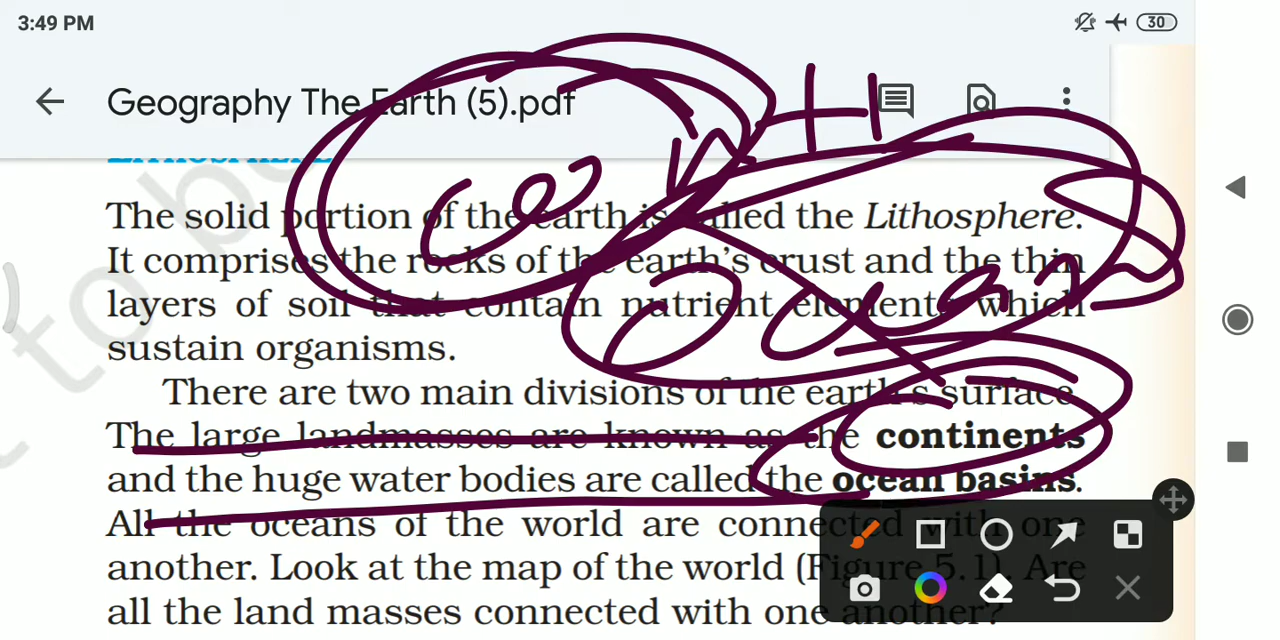 3:49 PM
30
Geography The Earth (5).pdf
LITHOSPHERE
The solid portion of the earth is called the Lithosphere.
It comprises the rocks of the earth's crust and the thin
layers of soil that contain nutrient elements which
sustain organisms.
There are two main divisions of the earth's surface.
The large landmasses are known as the continents
and the huge water bodies are called the ocean basins.
All the oceans of the world are connected with one
another. Look at the map of the world (Figure 5.1). Are
all the land masses connected with one another?
to b